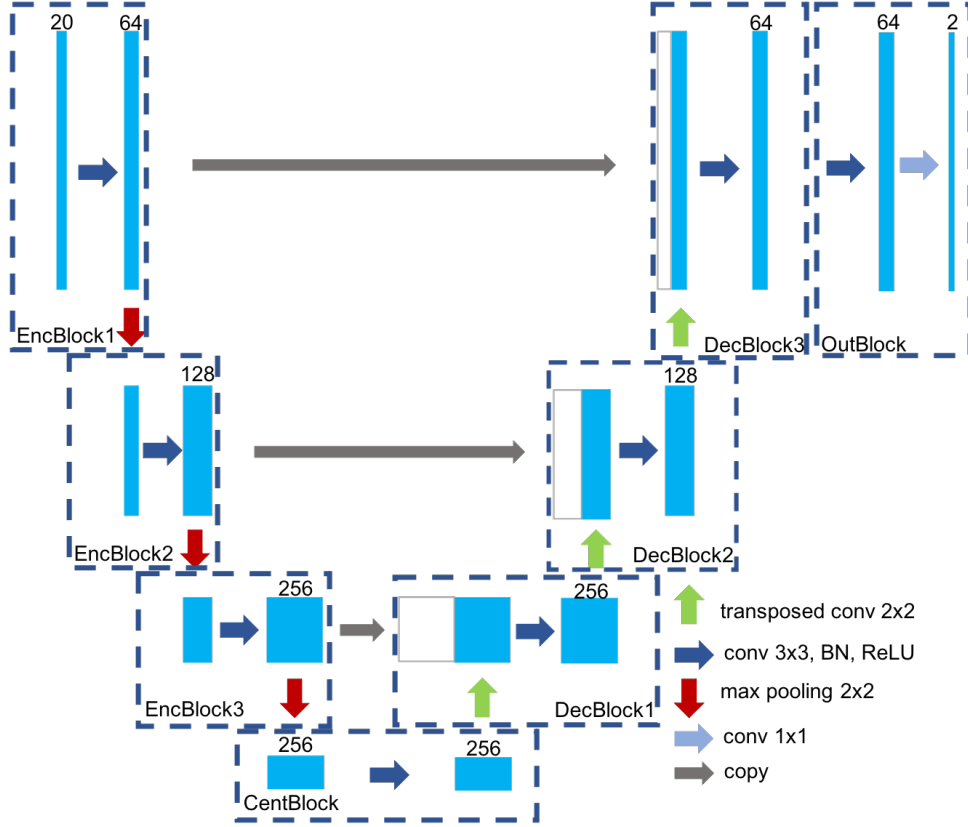 20
64
64
64
2
EncBlock1
DecBlock3
OutBlock
128
128
EncBlock2
DecBlock2
256
256
transposed conv 2x2
conv 3x3, BN, ReLU
max pooling 2x2
EncBlock3
DecBlock1
conv 1x1
256
256
copy
CentBlock